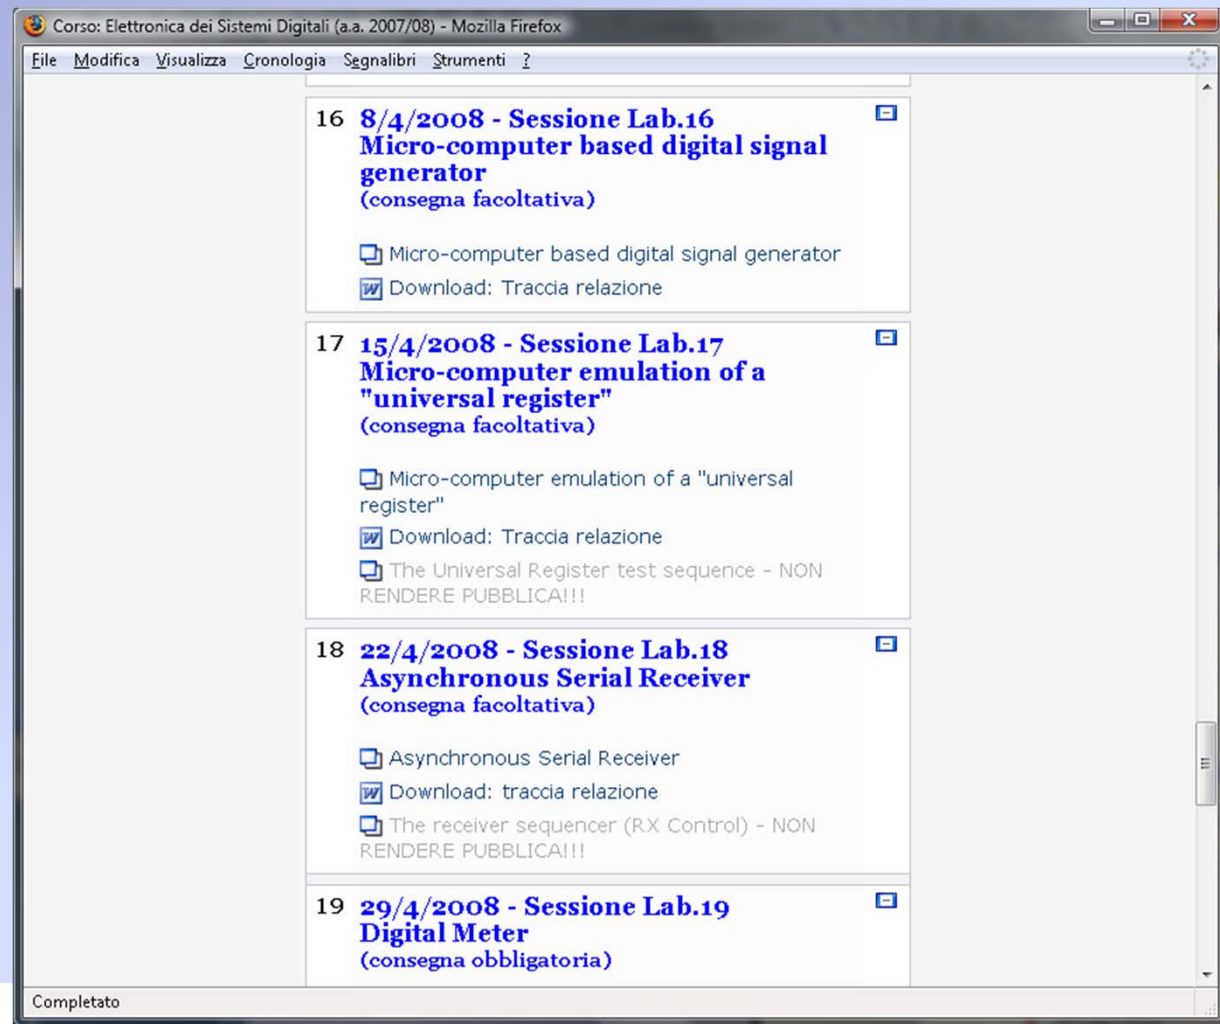 Corso: Elettronica dei Sistemi Digitali (a.a. 2007/08) - Mozilla Firefox
File Modifica Visualizza Cronologia Segnalibri Strumenti ?
16 8/4/2008 - Sessione Lab.16
Micro-computer based digital signal
generator
(consegna facoltativa)
Micro-computer based digital signal generator
Download: Traccia relazione
17 15/4/2008 - Sessione Lab.17
Micro-computer emulation of a
"universal register"
(consegna facoltativa)
Micro-computer emulation of a "universal
register"
Download: Traccia relazione
The Universal Register test sequence - NON
RENDERE PUBBLICA!!!
18 22/4/2008 - Sessione Lab.18
Asynchronous Serial Receiver
(consegna facoltativa)
Asynchronous Serial Receiver
Download: traccia relazione
The receiver sequencer (RX Control) - NON
RENDERE PUBBLICA!!!
19 29/4/2008 - Sessione Lab.19
Digital Meter
(consegna obbligatoria)
Completato